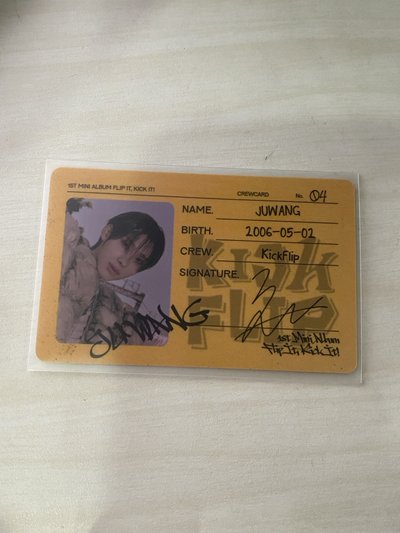 1ST MINI ALBUM FLIP IT, KICK IT!
CREWCARD No. 04
NAME. JUWANG
BIRTH. 2006-05-02
CREW. KickFlip
SIGNATURE.
KICK
FLIP
JUWANG
1st Mini Album
Flip It, Kick It!